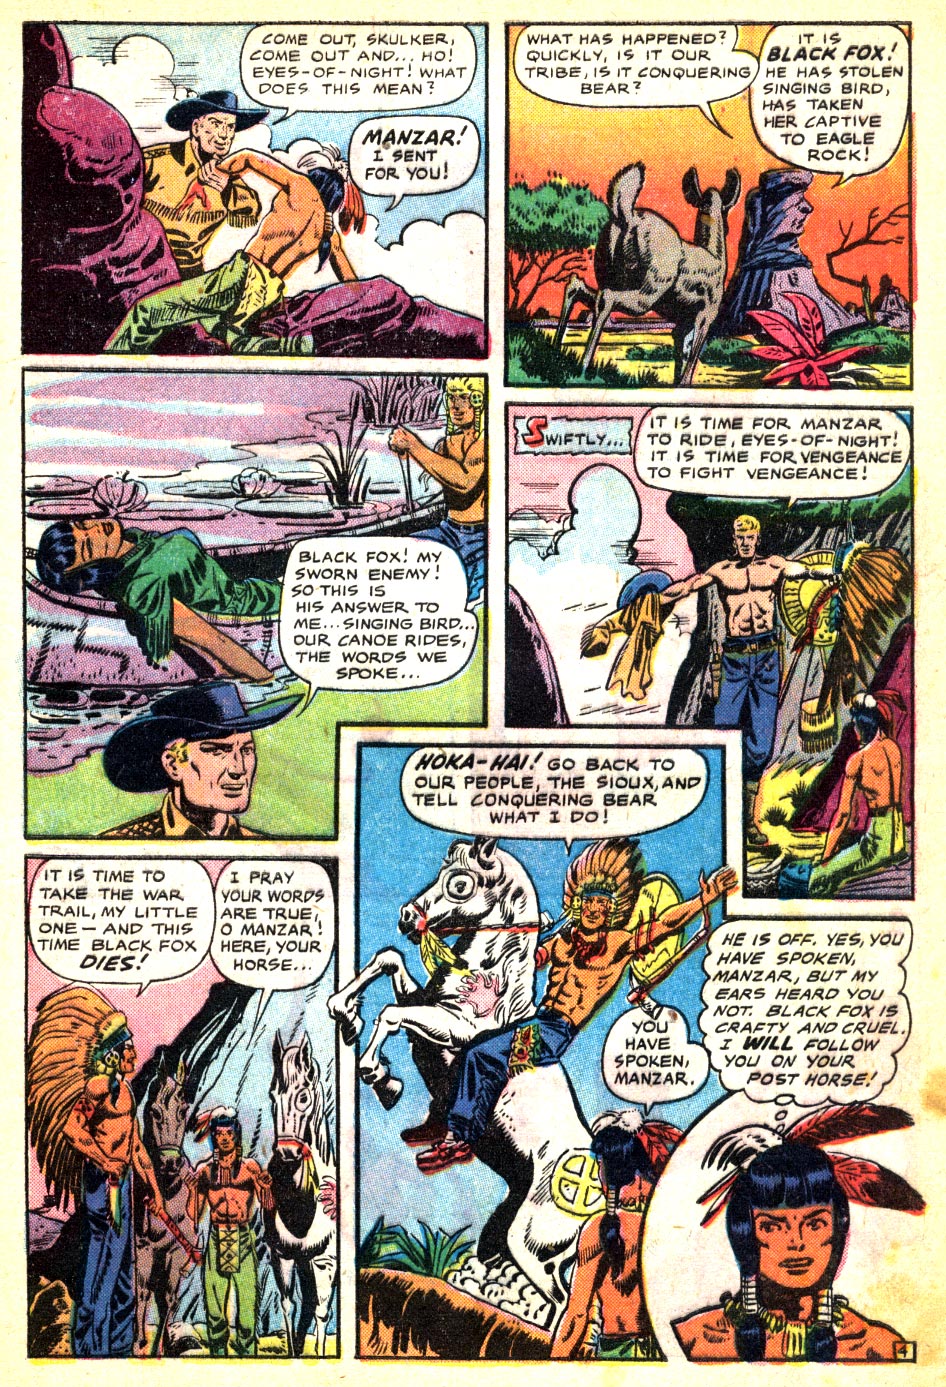 COME OUT, SKULKER,
COME OUT AND... HO!
EYES-OF-NIGHT! WHAT
DOES THIS MEAN?
MANZAR!
I SENT
FOR YOU!
WHAT HAS HAPPENED?
QUICKLY, IS IT OUR
TRIBE, IS IT CONQUERING
BEAR?
IT IS
BLACK FOX!
HE HAS STOLEN
SINGING BIRD,
HAS TAKEN
HER CAPTIVE
TO EAGLE
ROCK!
BLACK FOX! MY
SWORN ENEMY!
SO THIS IS
HIS ANSWER TO
ME... SINGING BIRD...
OUR CANOE RIDES,
THE WORDS WE
SPOKE...
SWIFTLY...
IT IS TIME FOR MANZAR
TO RIDE, EYES-OF-NIGHT!
IT IS TIME FOR VENGEANCE
TO FIGHT VENGEANCE!
IT IS TIME TO
TAKE THE WAR
TRAIL, MY LITTLE
ONE - AND THIS
TIME BLACK FOX
DIES!
I PRAY
YOUR WORDS
ARE TRUE,
O MANZAR!
HERE, YOUR
HORSE...
HOKA-HAI! GO BACK TO
OUR PEOPLE, THE SIOUX, AND
TELL CONQUERING BEAR
WHAT I DO!
YOU
HAVE
SPOKEN,
MANZAR.
HE IS OFF. YES, YOU
HAVE SPOKEN,
MANZAR, BUT MY
EARS HEARD YOU
NOT. BLACK FOX IS
CRAFTY AND CRUEL.
I WILL FOLLOW
YOU ON YOUR
POST HORSE!
4